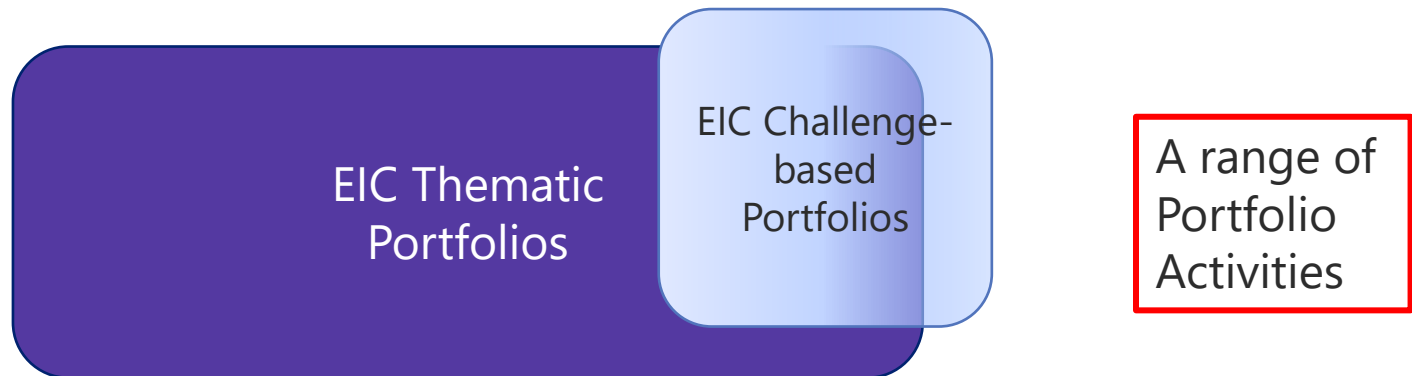 EIC Thematic
Portfolios
EIC Challenge-
based
Portfolios
A range of
Portfolio
Activities